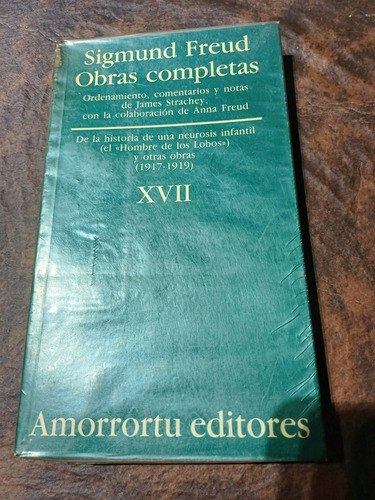 Sigmund Freud
Obras completas
Ordenamiento, comentarios y notas
de James Strachey,
con la colaboración de Anna Freud
De la historia de una neurosis infantil
(el «Hombre de los Lobos»)
y otras obras
(1917-1919)
XVII
Amorrortu editores